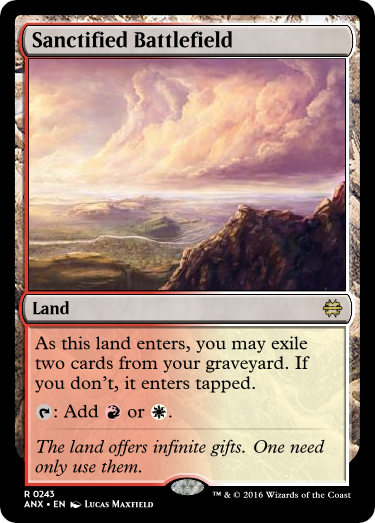 Sanctified Battlefield
Land
As this land enters, you may exile
two cards from your graveyard. If
you don't, it enters tapped.
: Add or .
The land offers infinite gifts. One need
only use them.
R 0243
ANX • EN Lucas Maxfield
™ & © 2016 Wizards of the Coast